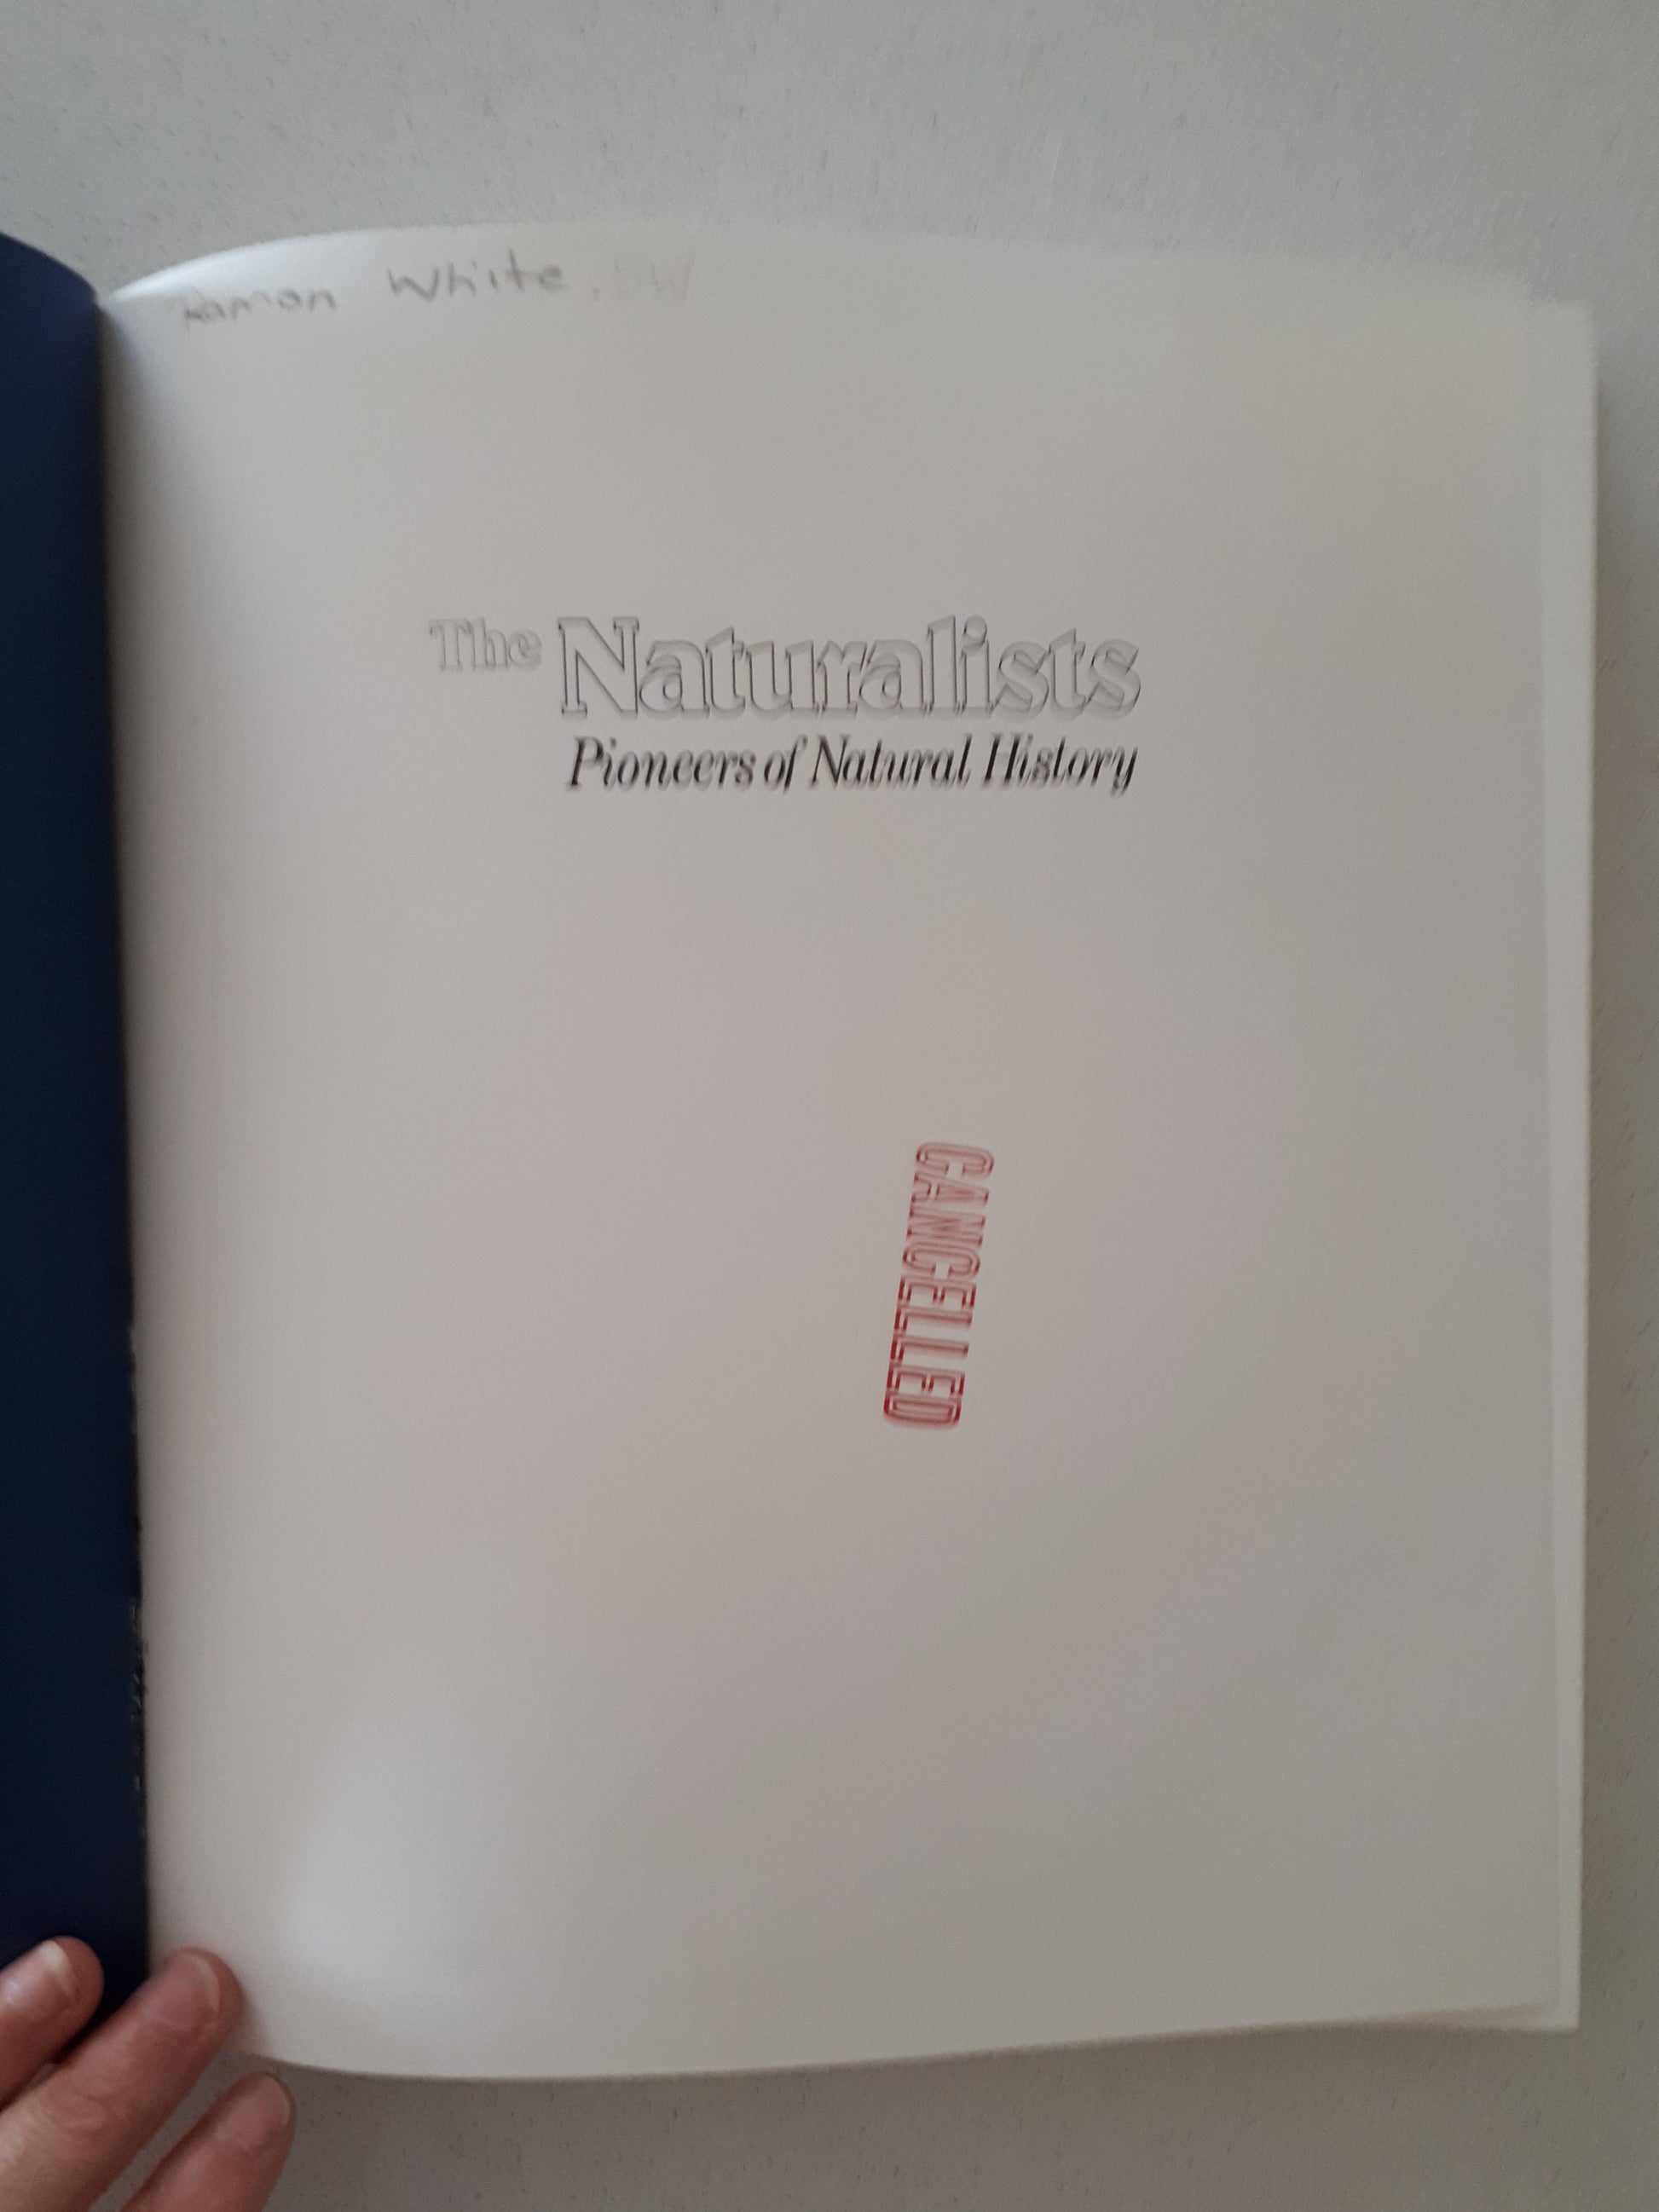 Ramon White
The Naturalists
Pioneers of Natural History
CANCELLED